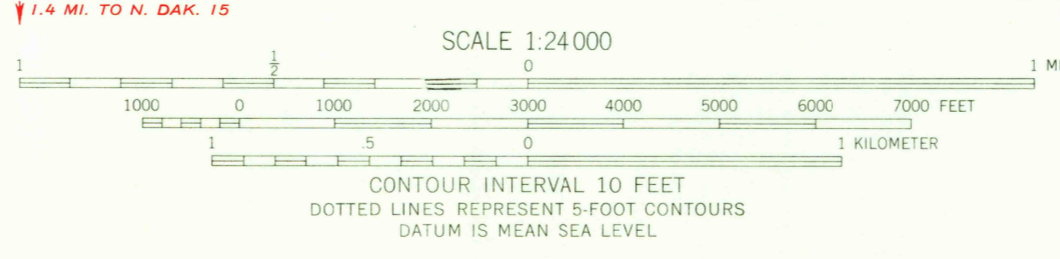 1.4 MI. TO N. DAK. 15
SCALE 1:24 000
1 1/2 0 1 MI
1000 0 1000 2000 3000 4000 5000 6000 7000 FEET
1 .5 0 1 KILOMETER
CONTOUR INTERVAL 10 FEET
DOTTED LINES REPRESENT 5-FOOT CONTOURS
DATUM IS MEAN SEA LEVEL